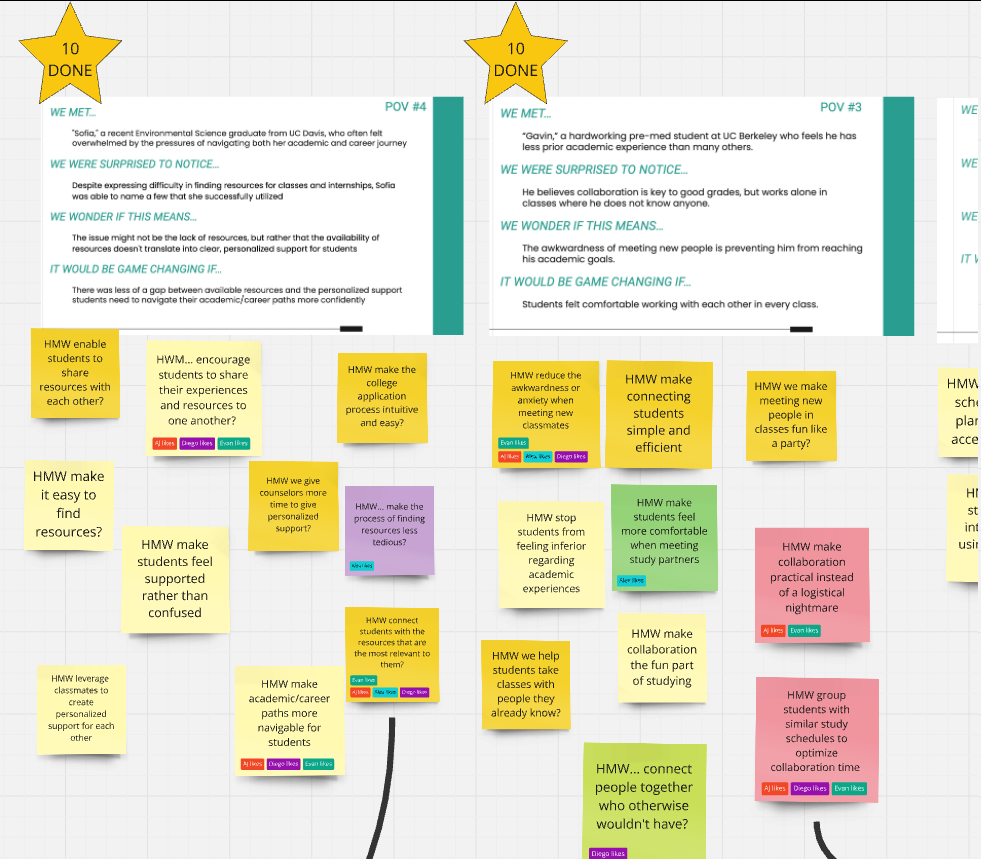 10
DONE
POV #4
WE MET...
"Sofia," a recent Environmental Science graduate from UC Davis, who often felt
overwhelmed by the pressures of navigating both her academic and career journey
WE WERE SURPRISED TO NOTICE...
Despite expressing difficulty in finding resources for classes and internships, Sofia
was able to name a few that she successfully utilized
WE WONDER IF THIS MEANS...
The issue might not be the lack of resources, but rather that the availability of
resources doesn't translate into clear, personalized support for students
IT WOULD BE GAME CHANGING IF...
There was less of a gap between available resources and the personalized support
students need to navigate their academic/career paths more confidently
HMW enable
students to
share
resources with
each other?
HWM... encourage
students to share
their experiences
and resources to
one another?
AJ likes
Diego likes
Evan likes
HMW make the
college
application
process intuitive
and easy?
HMW make
it easy to
find
resources?
HMW we give
counselors more
time to give
personalized
support?
HMW... make the
process of finding
resources less
tedious?
Alex likes
HMW make
students feel
supported
rather than
confused
HMW connect
students with the
resources that are
the most relevant to
them?
Evan likes
AJ likes
Alex likes
Diego likes
HMW leverage
classmates to
create
personalized
support for each
other
HMW make
academic/career
paths more
navigable for
students
AJ likes
Diego likes
Evan likes
10
DONE
POV #3
WE MET...
"Gavin," a hardworking pre-med student at UC Berkeley who feels he has
less prior academic experience than many others.
WE WERE SURPRISED TO NOTICE...
He believes collaboration is key to good grades, but works alone in
classes where he does not know anyone.
WE WONDER IF THIS MEANS...
The awkwardness of meeting new people is preventing him from reaching
his academic goals.
IT WOULD BE GAME CHANGING IF...
Students felt comfortable working with each other in every class.
HMW reduce the
awkwardness or
anxiety when
meeting new
classmates
Evan likes
AJ likes
Alex likes
Diego likes
HMW make
connecting
students
simple and
efficient
HMW we make
meeting new
people in
classes fun like
a party?
HMW stop
students from
feeling inferior
regarding
academic
experiences
HMW make
students feel
more comfortable
when meeting
study partners
Alex likes
HMW make
collaboration
practical instead
of a logistical
nightmare
AJ likes
Evan likes
HMW we help
students take
classes with
people they
already know?
HMW make
collaboration
the fun part
of studying
HMW group
students with
similar study
schedules to
optimize
collaboration time
AJ likes
Diego likes
Evan likes
HMW... connect
people together
who otherwise
wouldn't have?
Diego likes
WE
WE
WE
IT